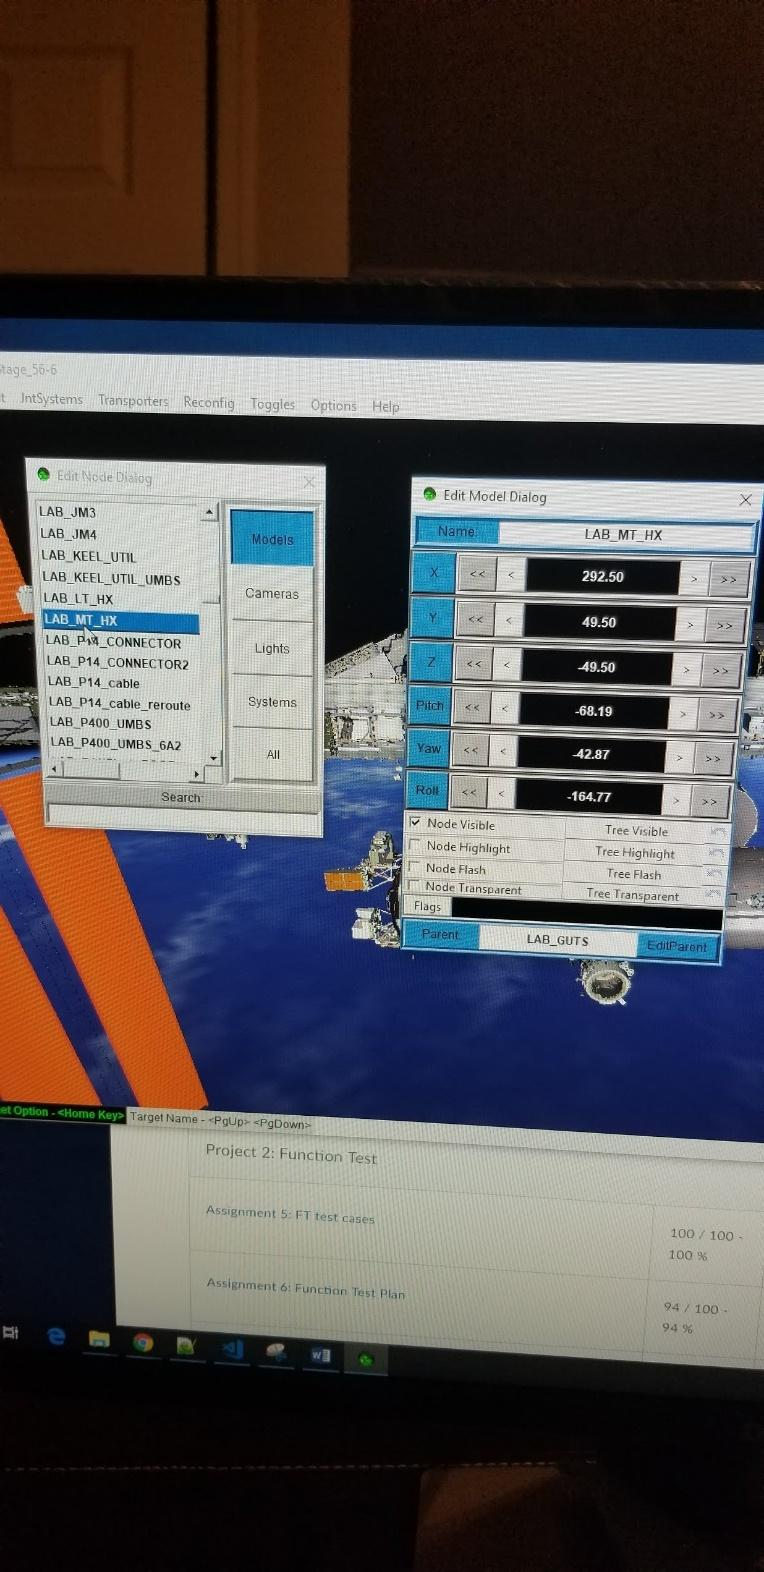 tage_56-6
t IntSystems Transporters Reconfig Toggles Options Help
Edit Node Dialog
LAB_JM3
LAB_JM4
LAB_KEEL_UTIL
LAB_KEEL_UTIL_UMBS
LAB_LT_HX
LAB_MT_HX
LAB_P14_CONNECTOR
LAB_P14_CONNECTOR2
LAB_P14_cable
LAB_P14_cable_reroute
LAB_P400_UMBS
LAB_P400_UMBS_6A2
Models
Cameras
Lights
Systems
All
Search:
Edit Model Dialog
Name: LAB_MT_HX
X << < 292.50 > >>
Y << < 49.50 > >>
Z << < -49.50 > >>
Pitch << < -68.19 > >>
Yaw << < -42.87 > >>
Roll << < -164.77 > >>
Node Visible Tree Visible
Node Highlight Tree Highlight
Node Flash Tree Flash
Node Transparent Tree Transparent
Flags
Parent: LAB_GUTS EditParent
et Option - <Home Key> Target Name - <PgUp> <PgDown>
Project 2: Function Test
Assignment 5: FT test cases
100 / 100 -
100 %
Assignment 6: Function Test Plan
94 / 100 -
94 %